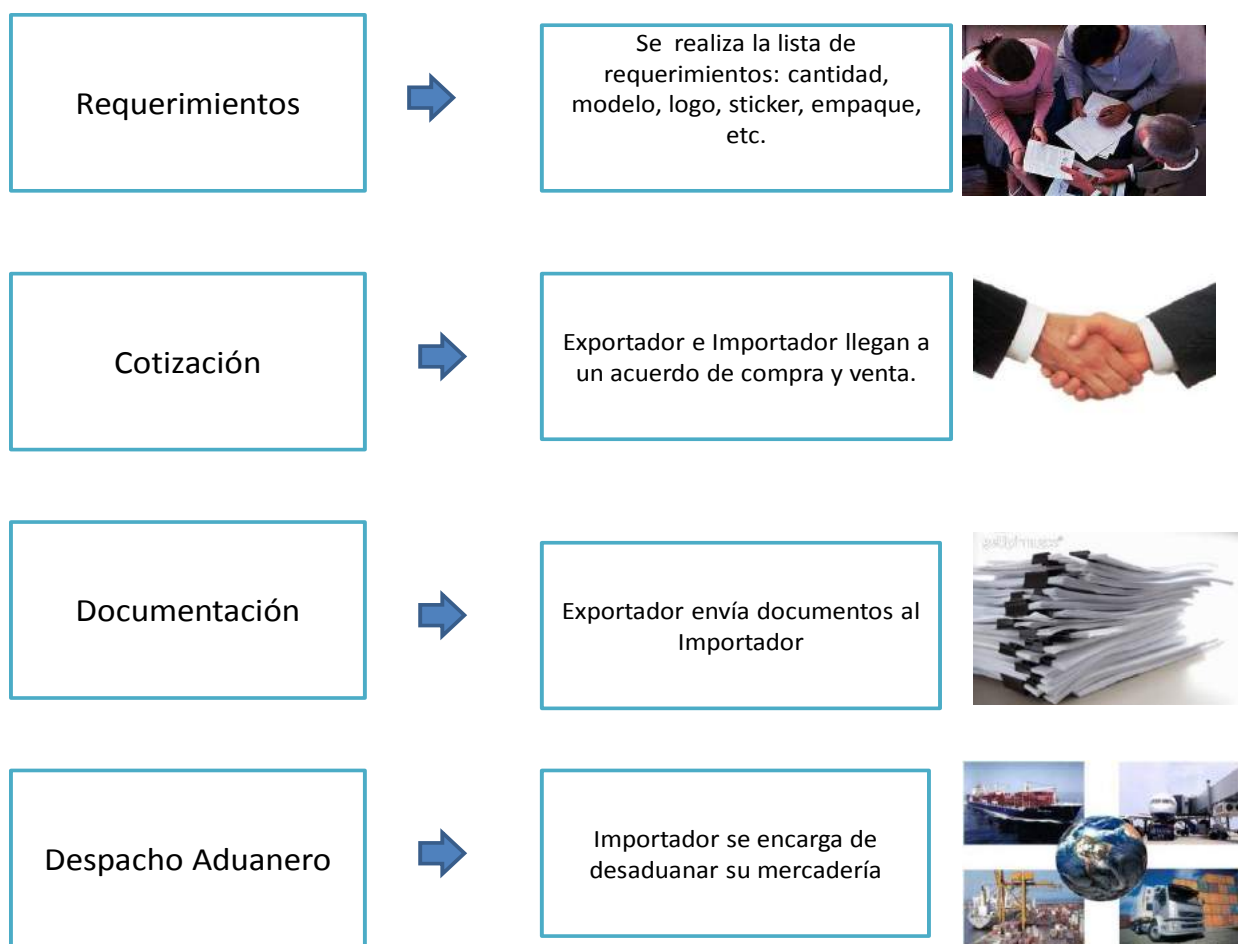 Requerimientos
Se realiza la lista de
requerimientos: cantidad,
modelo, logo, sticker, empaque,
etc.
Cotización
Exportador e Importador llegan a
un acuerdo de compra y venta.
Documentación
Exportador envía documentos al
Importador
Despacho Aduanero
Importador se encarga de
desaduanar su mercadería